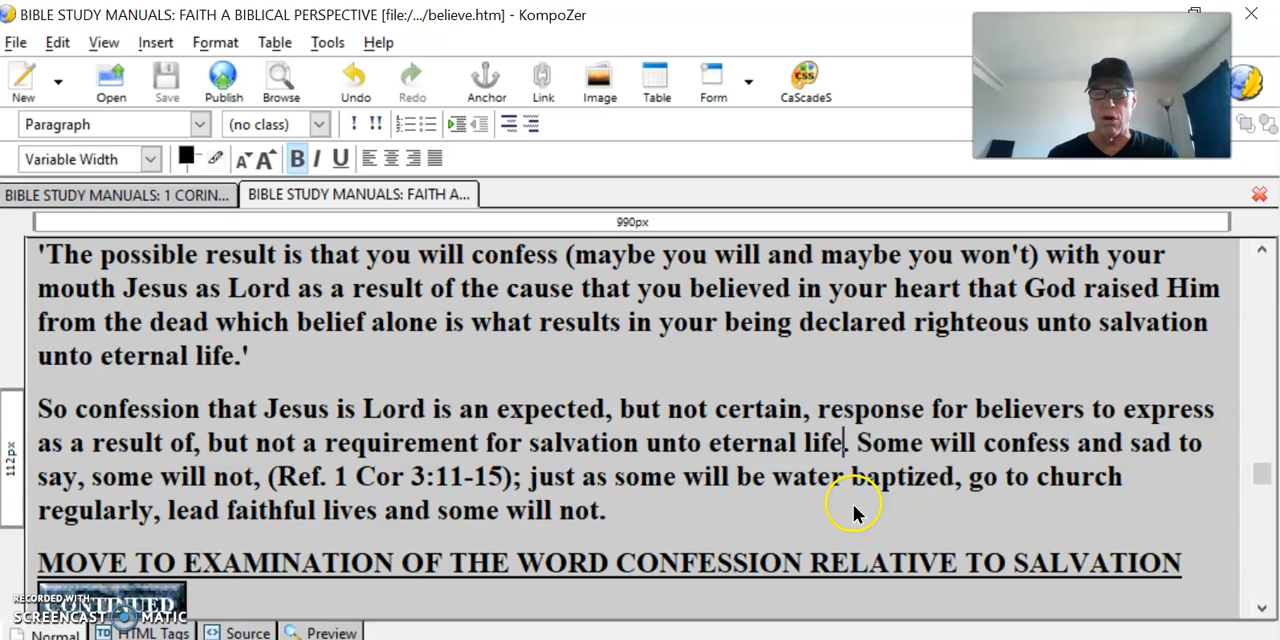 BIBLE STUDY MANUALS: FAITH A BIBLICAL PERSPECTIVE [file:/.../believe.htm] - KompoZer
File Edit View Insert Format Table Tools Help
New Open Save Publish Browse Undo Redo Anchor Link Image Table Form CaScadeS
Paragraph (no class) ! !!
Variable Width A A B I U
BIBLE STUDY MANUALS: 1 CORIN... BIBLE STUDY MANUALS: FAITH A...
990px
'The possible result is that you will confess (maybe you will and maybe you won't) with your
mouth Jesus as Lord as a result of the cause that you believed in your heart that God raised Him
from the dead which belief alone is what results in your being declared righteous unto salvation
unto eternal life.'
112px
So confession that Jesus is Lord is an expected, but not certain, response for believers to express
as a result of, but not a requirement for salvation unto eternal life. Some will confess and sad to
say, some will not, (Ref. 1 Cor 3:11-15); just as some will be water baptized, go to church
regularly, lead faithful lives and some will not.
MOVE TO EXAMINATION OF THE WORD CONFESSION RELATIVE TO SALVATION
CONTINUED
RECORDED WITH
SCREENCAST MATIC
Normal TD HTML Tags Source Preview